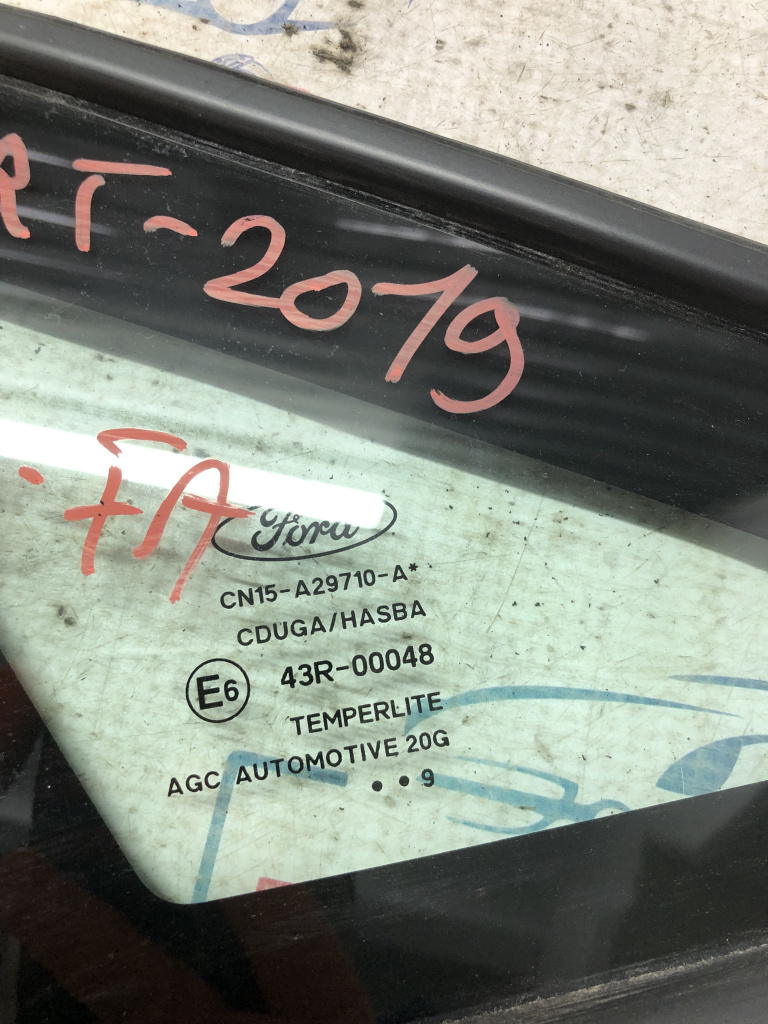 RT-2019
.FA
Ford
CN15-A29710-A*
CDUGA/HASBA
E6 43R-00048
TEMPERLITE
AGC AUTOMOTIVE 20G
• • 9